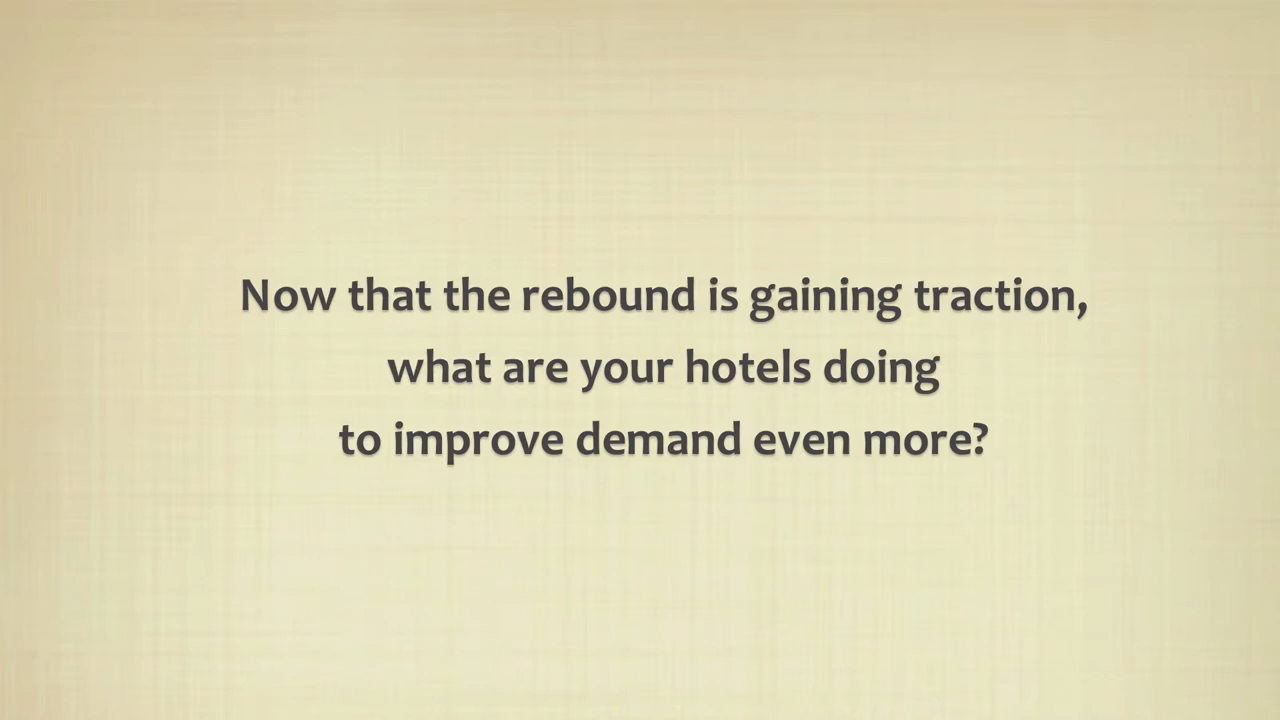 Now that the rebound is gaining traction,
what are your hotels doing
to improve demand even more?